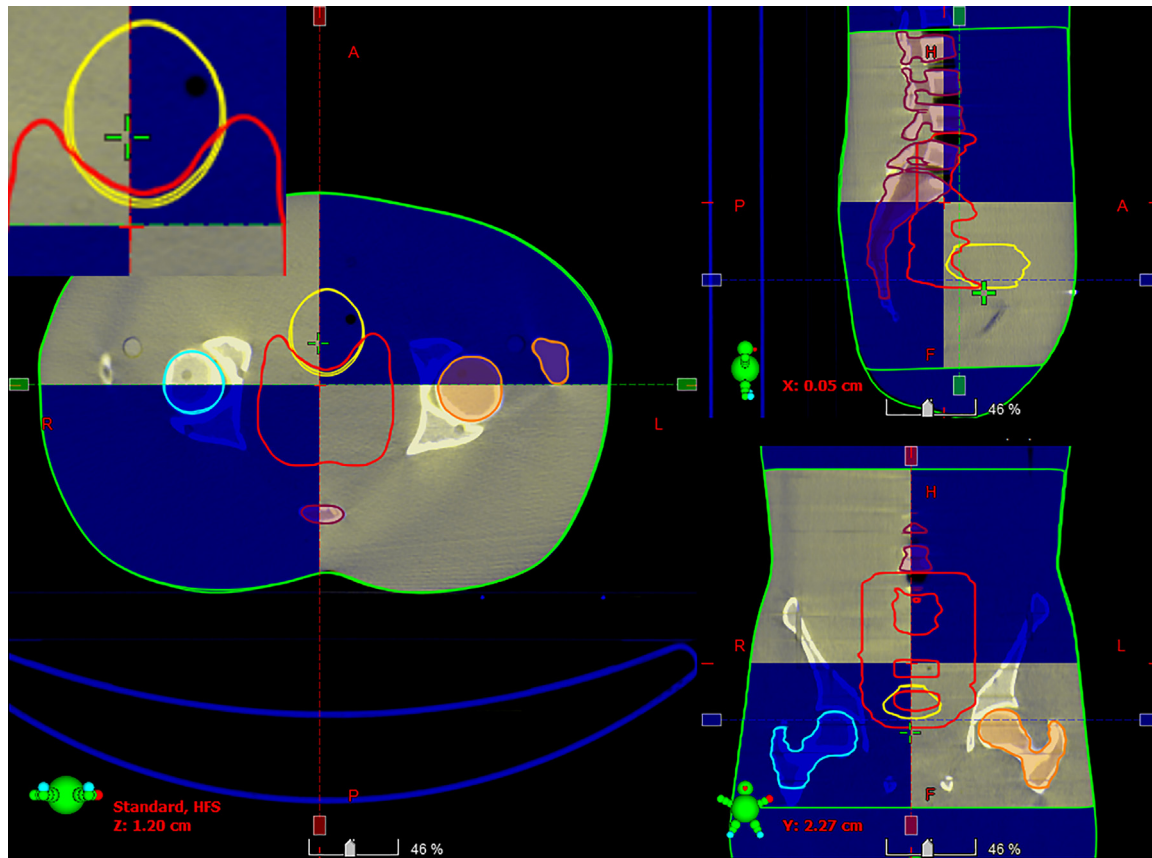 A
R
L
P
Standard, HFS
Z: 1.20 cm
46 %
H
P
A
F
X: 0.05 cm
46 %
H
R
L
F
Y: 2.27 cm
46 %